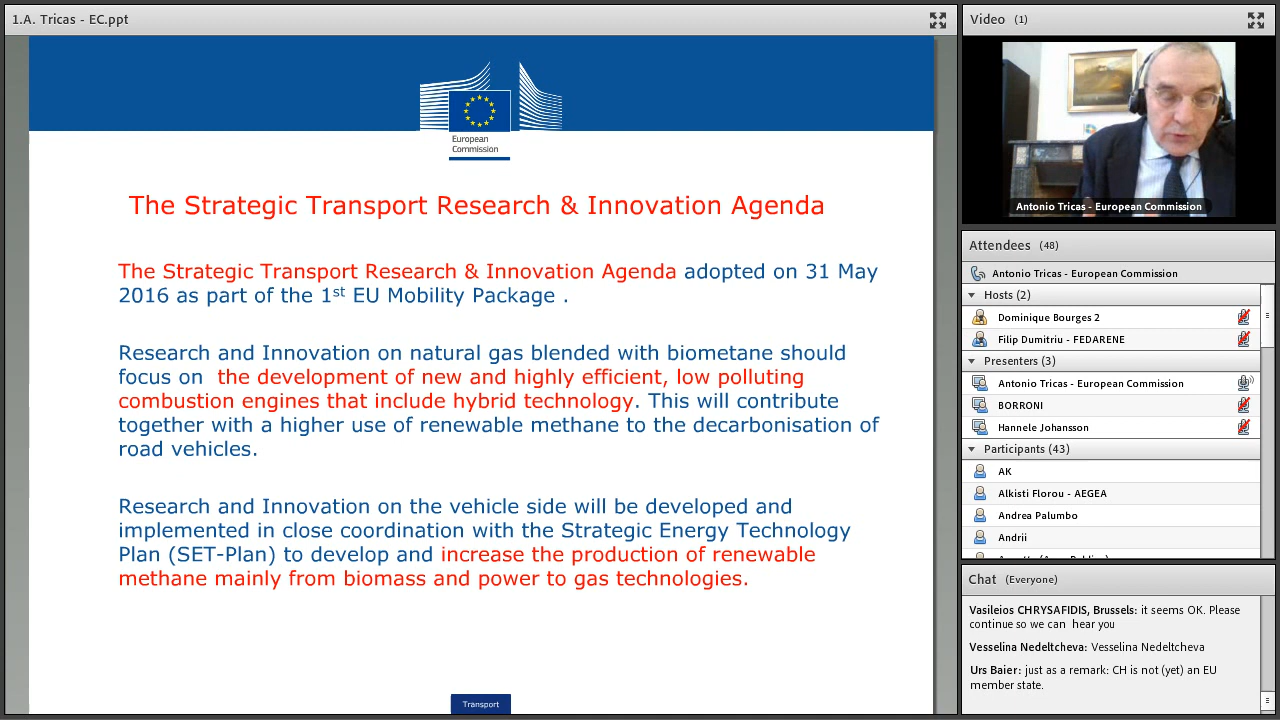 1.A. Tricas - EC.ppt
European
Commission
The Strategic Transport Research & Innovation Agenda
The Strategic Transport Research & Innovation Agenda adopted on 31 May
2016 as part of the 1st EU Mobility Package .
Research and Innovation on natural gas blended with biometane should
focus on  the development of new and highly efficient, low polluting
combustion engines that include hybrid technology. This will contribute
together with a higher use of renewable methane to the decarbonisation of
road vehicles.
Research and Innovation on the vehicle side will be developed and
implemented in close coordination with the Strategic Energy Technology
Plan (SET-Plan) to develop and increase the production of renewable
methane mainly from biomass and power to gas technologies.
Transport
Video (1)
Antonio Tricas - European Commission
Attendees (48)
Antonio Tricas - European Commission
Hosts (2)
Dominique Bourges 2
Filip Dumitriu - FEDARENE
Presenters (3)
Antonio Tricas - European Commission
BORRONI
Hannele Johansson
Participants (43)
AK
Alkisti Florou - AEGEA
Andrea Palumbo
Andrii
Chat (Everyone)
Vasileios CHRYSAFIDIS, Brussels: it seems OK. Please
continue so we can  hear you
Vesselina Nedeltcheva: Vesselina Nedeltcheva
Urs Baier: just as a remark: CH is not (yet) an EU
member state.